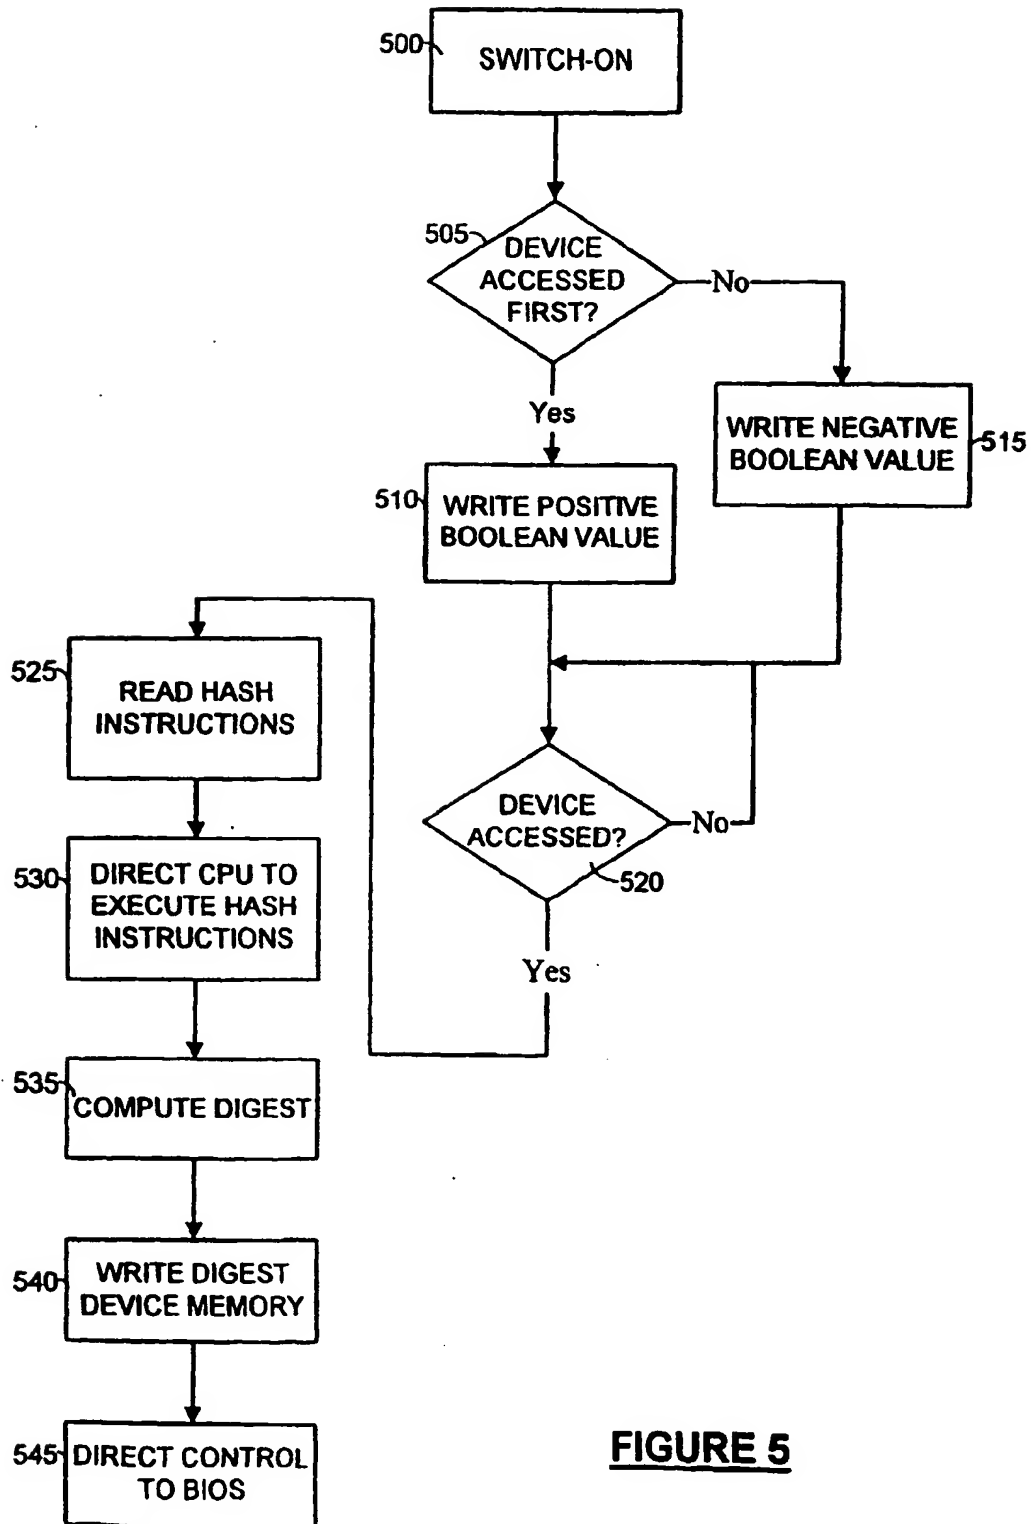 500
SWITCH-ON
505
DEVICE
ACCESSED
FIRST?
No
Yes
WRITE NEGATIVE
BOOLEAN VALUE
515
510
WRITE POSITIVE
BOOLEAN VALUE
525
READ HASH
INSTRUCTIONS
DEVICE
ACCESSED?
No
520
530
DIRECT CPU TO
EXECUTE HASH
INSTRUCTIONS
Yes
535
COMPUTE DIGEST
540
WRITE DIGEST
DEVICE MEMORY
545
DIRECT CONTROL
TO BIOS
FIGURE 5